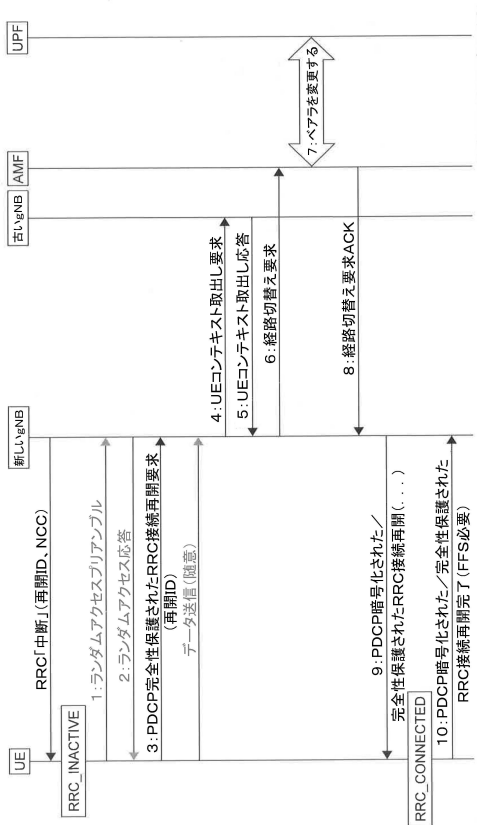 UE
新しいgNB
古いgNB
AMF
UPF
RRC「中断」(再開ID、NCC)
RRC_INACTIVE
1:ランダムアクセスプリアンブル
2:ランダムアクセス応答
3:PDCP完全性保護されたRRC接続再開要求
(再開ID)
データ送信(随意)
4:UEコンテキスト取出し要求
5:UEコンテキスト取出し応答
6:経路切替え要求
7:ベアラを変更する
8:経路切替え要求ACK
9:PDCP暗号化された/
完全性保護されたRRC接続再開(...)
RRC_CONNECTED
10:PDCP暗号化された/完全性保護された
RRC接続再開完了(FFS必要)